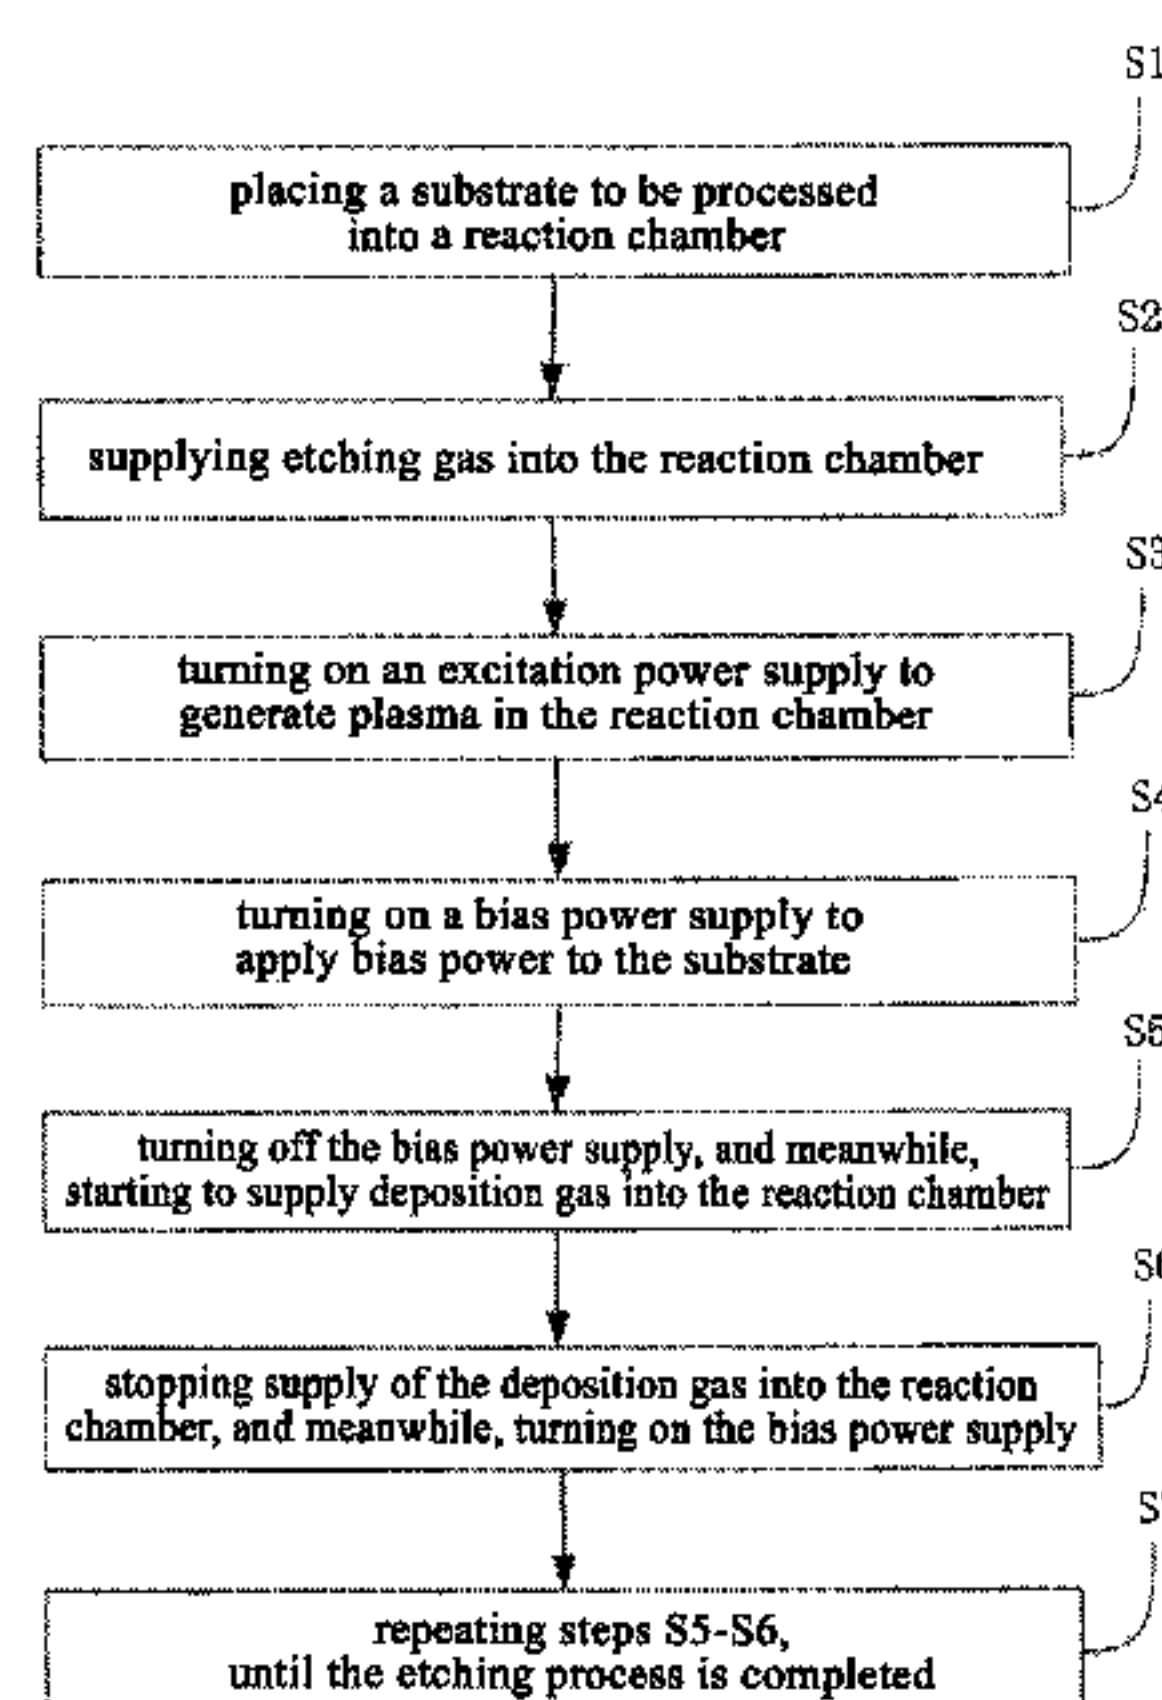 S1
placing a substrate to be processed
into a reaction chamber
S2
supplying etching gas into the reaction chamber
S3
turning on an excitation power supply to
generate plasma in the reaction chamber
S4
turning on a bias power supply to
apply bias power to the substrate
S5
turning off the bias power supply, and meanwhile,
starting to supply deposition gas into the reaction chamber
S6
stopping supply of the deposition gas into the reaction
chamber, and meanwhile, turning on the bias power supply
S
repeating steps S5-S6,
until the etching process is completed